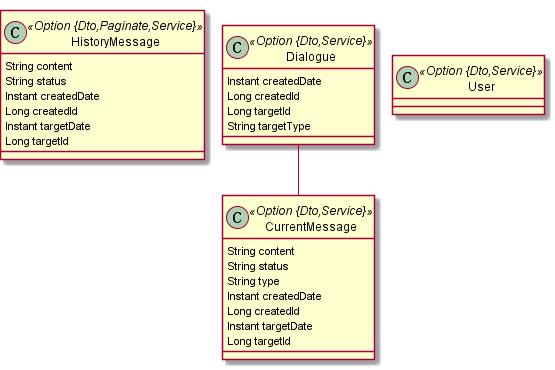 C «Option {Dto,Paginate,Service}»
HistoryMessage
String content
String status
Instant createdDate
Long createdId
Instant targetDate
Long targetId
C «Option {Dto,Service}»
Dialogue
Instant createdDate
Long createdId
Long targetId
String targetType
C «Option {Dto,Service}»
User
C «Option {Dto,Service}»
CurrentMessage
String content
String status
String type
Instant createdDate
Long createdId
Instant targetDate
Long targetId